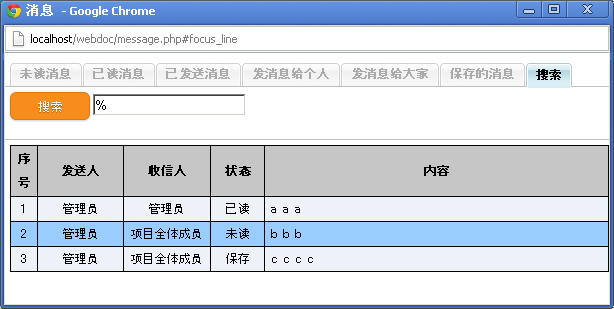 消息 - Google Chrome
localhost/webdoc/message.php#focus_line
未读消息 已读消息 已发送消息 发消息给个人 发消息给大家 保存的消息 搜索
搜索 %
序号 发送人 收信人 状态 内容
1 管理员 管理员 已读 a a a
2 管理员 项目全体成员 未读 b b b
3 管理员 项目全体成员 保存 c c c c